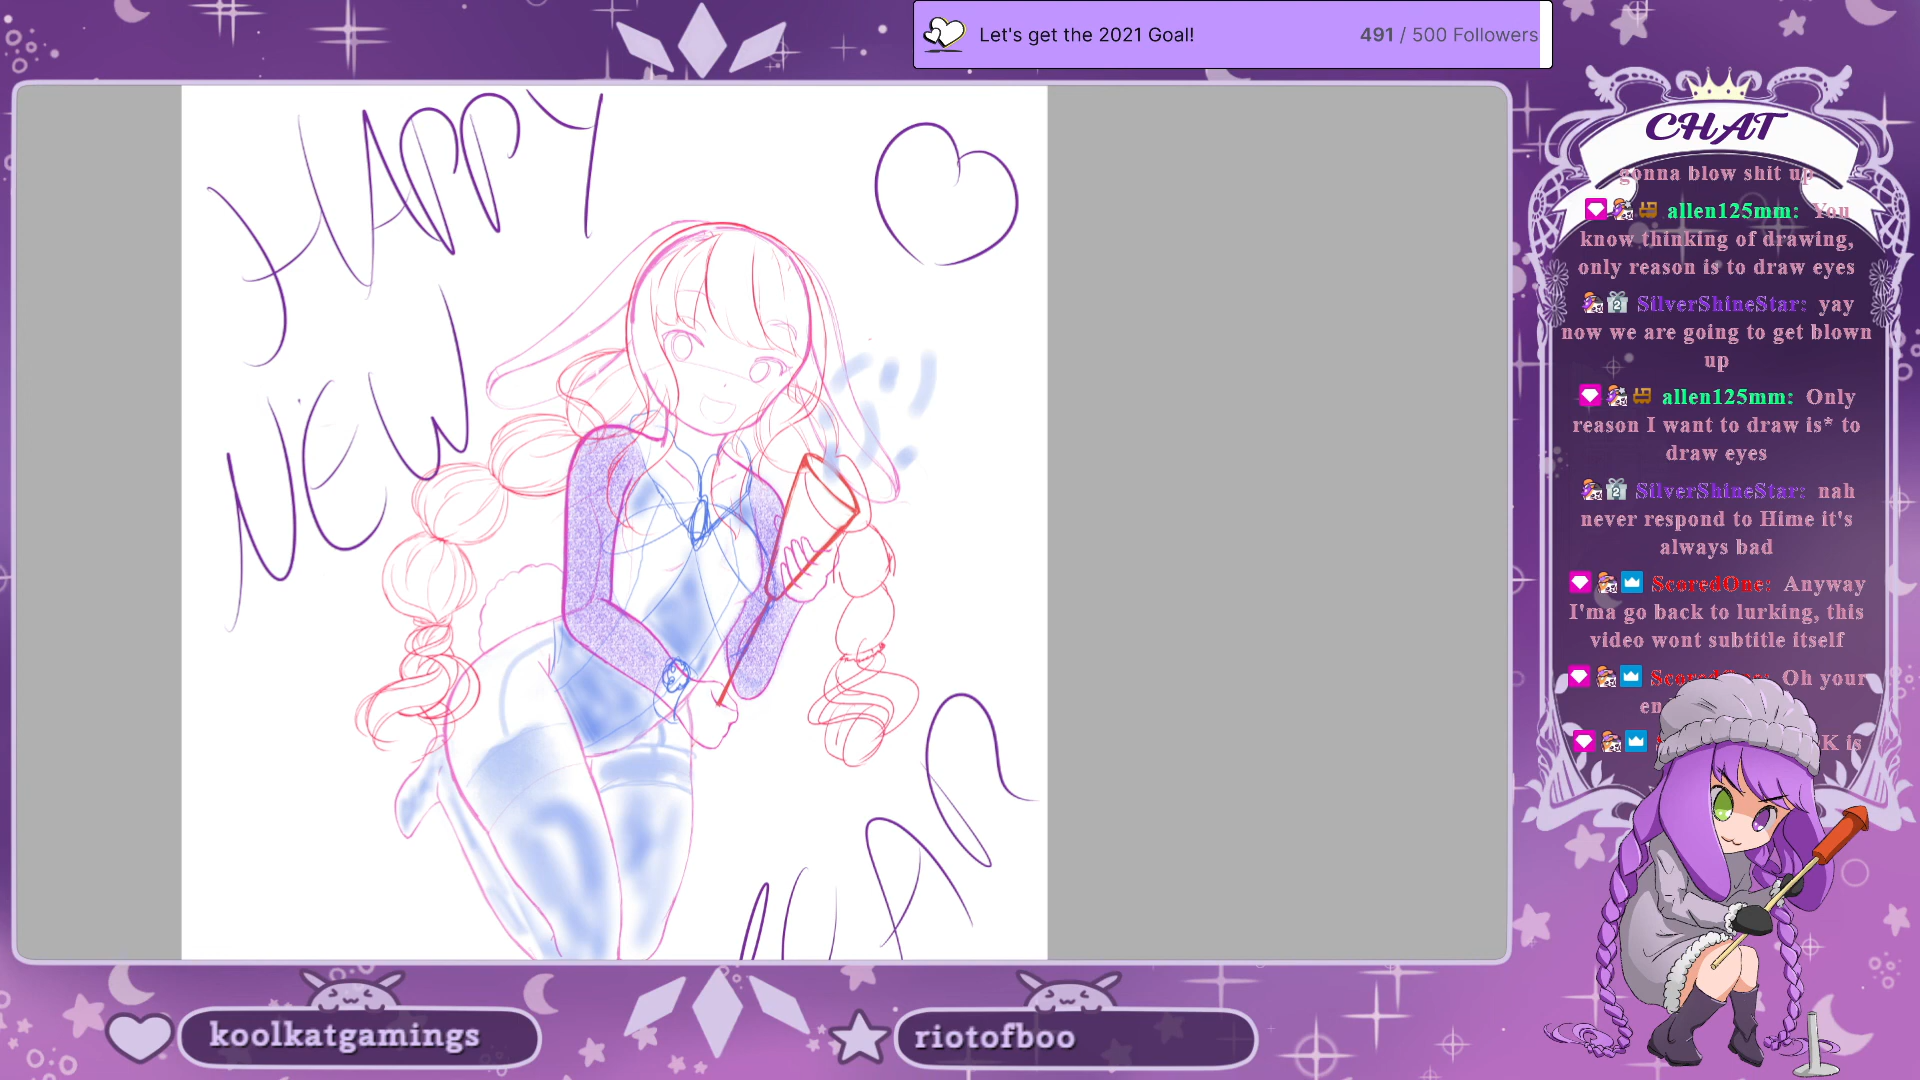 Let's get the 2021 Goal!
491 / 500 Followers
HAPPY
NEW
YEAR
CHAT
gonna blow shit up
allen125mm: You
know thinking of drawing,
only reason is to draw eyes
SilverShineStar: yay
now we are going to get blown
up
allen125mm: Only
reason I want to draw is* to
draw eyes
SilverShineStar: nah
never respond to Hime it's
always bad
ScoredOne: Anyway
I'ma go back to lurking, this
video wont subtitle itself
Oh your
en
K is
koolkatgamings
riotofboo